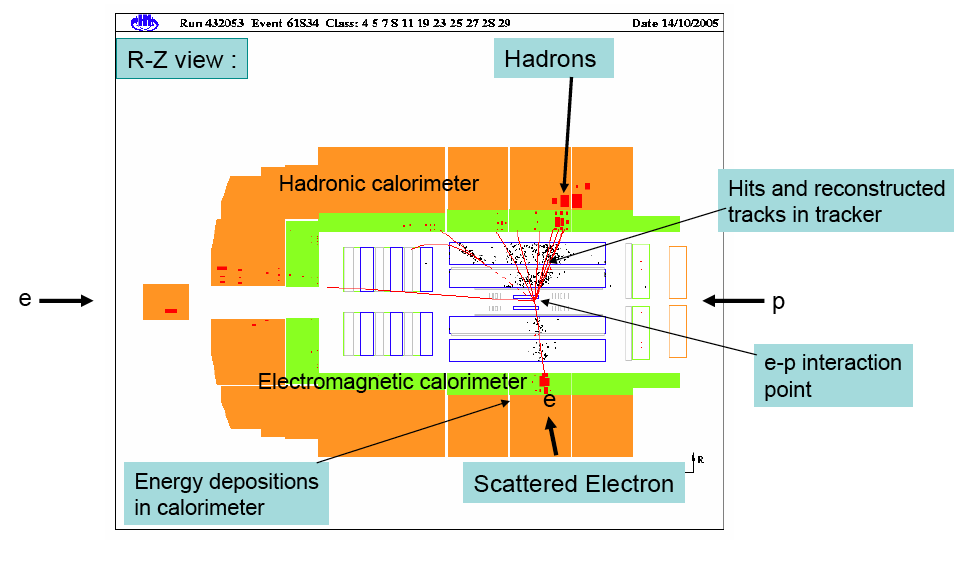 Run 432053 Event 61834 Class: 4 5 7 8 11 19 23 25 27 28 29
Date 14/10/2005
R-Z view :
Hadrons
Hadronic calorimeter
Hits and reconstructed
tracks in tracker
e
p
e-p interaction
point
Electromagnetic calorimeter
e
Energy depositions
in calorimeter
Scattered Electron
R